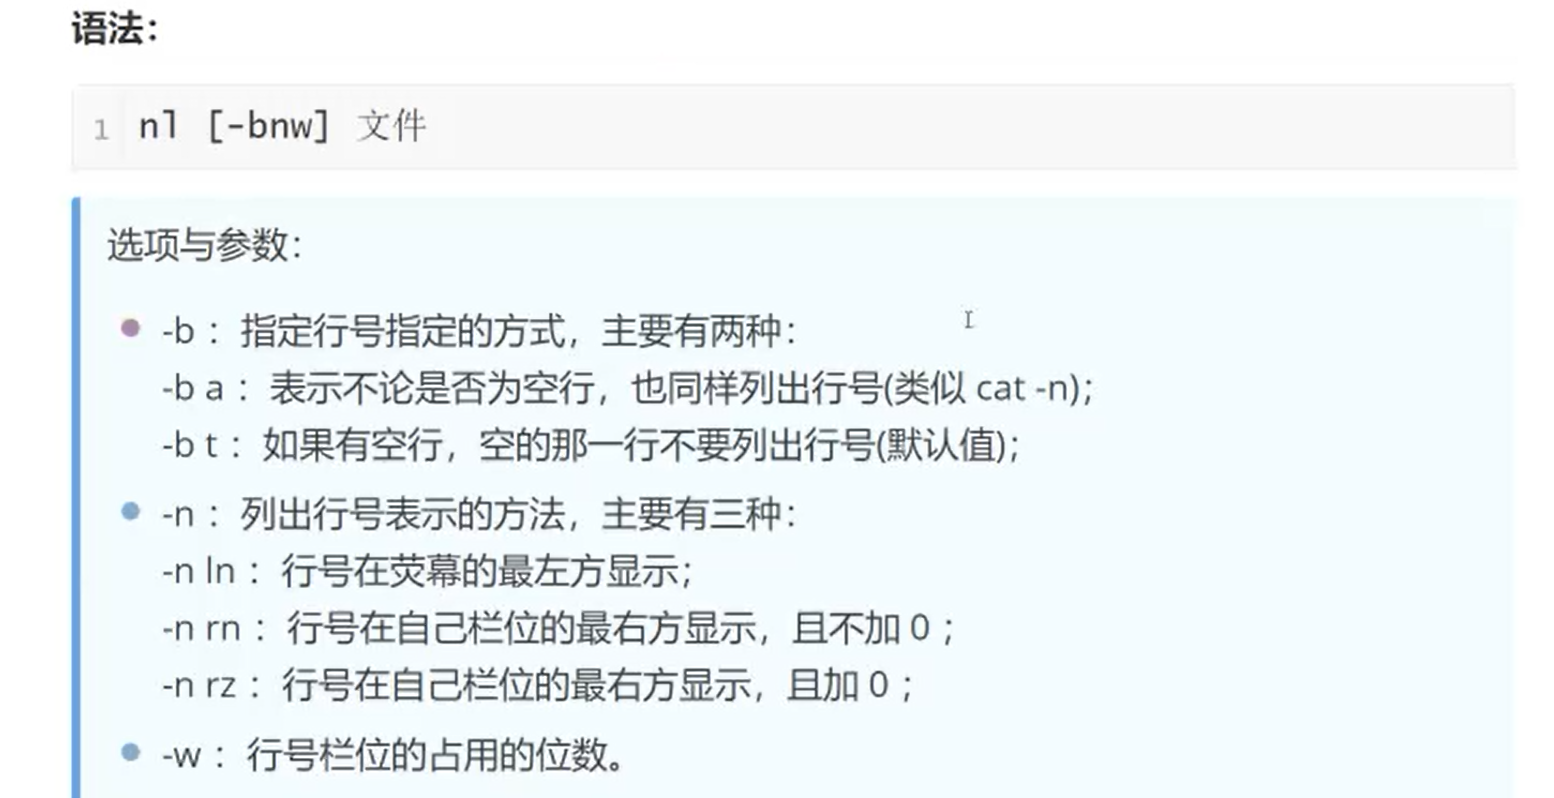 语法：
1 nl [-bnw] 文件
选项与参数：
-b ： 指定行号指定的方式，主要有两种：
-b a ： 表示不论是否为空行，也同样列出行号(类似 cat -n)；
-b t ： 如果有空行，空的那一行不要列出行号(默认值)；
-n ： 列出行号表示的方法，主要有三种：
-n ln ： 行号在荧幕的最左方显示；
-n rn ： 行号在自己栏位的最右方显示，且不加 0 ；
-n rz ： 行号在自己栏位的最右方显示，且加 0 ；
-w ： 行号栏位的占用的位数。